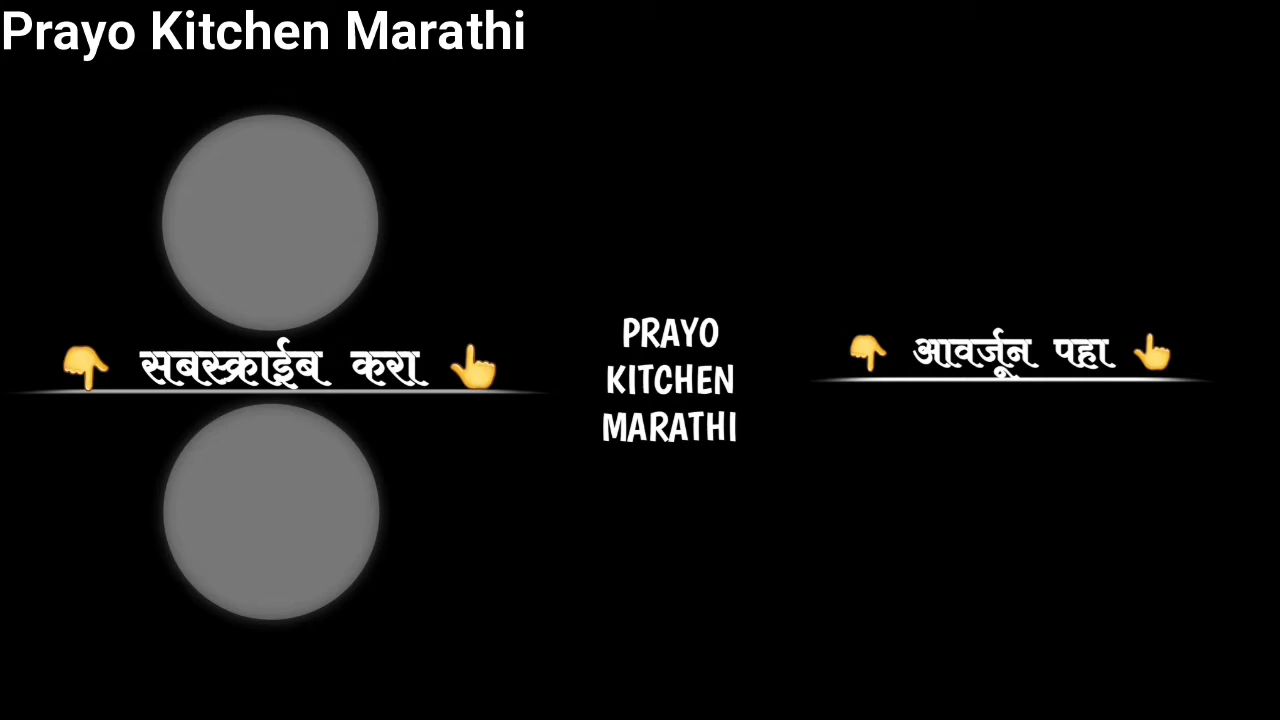 Prayo Kitchen Marathi
👇 सबस्क्राईब करा 👆
PRAYO
KITCHEN
MARATHI
👇 आवर्जून पहा 👆